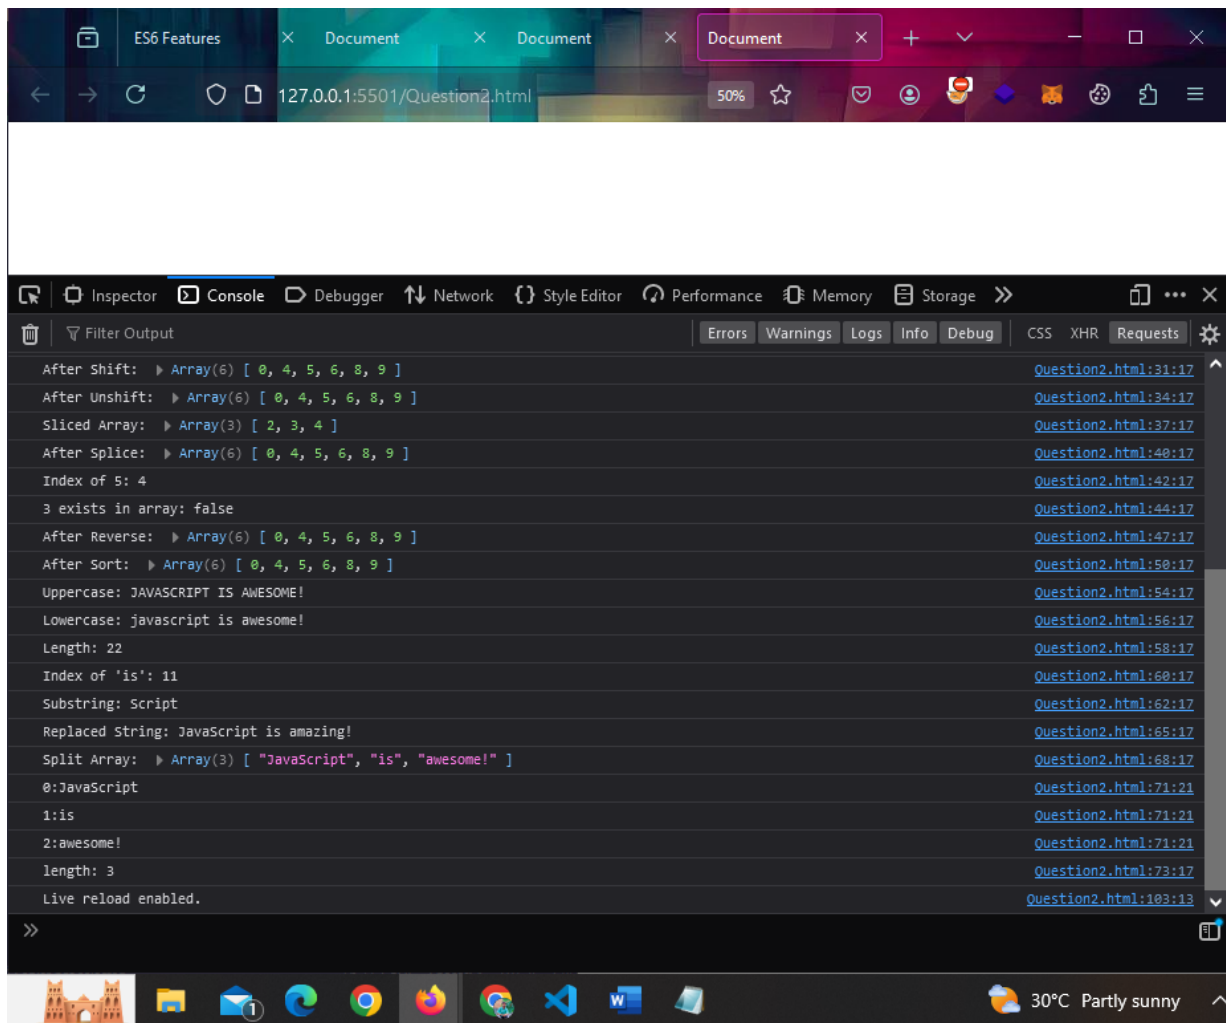 ES6 Features
Document
Document
Document
127.0.0.1:5501/Question2.html
50%
Inspector
Console
Debugger
Network
Style Editor
Performance
Memory
Storage
Filter Output
Errors
Warnings
Logs
Info
Debug
CSS
XHR
Requests
After Shift: Array(6) [ 0, 4, 5, 6, 8, 9 ] Question2.html:31:17
After Unshift: Array(6) [ 0, 4, 5, 6, 8, 9 ] Question2.html:34:17
Sliced Array: Array(3) [ 2, 3, 4 ] Question2.html:37:17
After Splice: Array(6) [ 0, 4, 5, 6, 8, 9 ] Question2.html:40:17
Index of 5: 4 Question2.html:42:17
3 exists in array: false Question2.html:44:17
After Reverse: Array(6) [ 0, 4, 5, 6, 8, 9 ] Question2.html:47:17
After Sort: Array(6) [ 0, 4, 5, 6, 8, 9 ] Question2.html:50:17
Uppercase: JAVASCRIPT IS AWESOME! Question2.html:54:17
Lowercase: javascript is awesome! Question2.html:56:17
Length: 22 Question2.html:58:17
Index of 'is': 11 Question2.html:60:17
Substring: Script Question2.html:62:17
Replaced String: JavaScript is amazing! Question2.html:65:17
Split Array: Array(3) [ "JavaScript", "is", "awesome!" ] Question2.html:68:17
0:JavaScript Question2.html:71:21
1:is Question2.html:71:21
2:awesome! Question2.html:71:21
length: 3 Question2.html:73:17
Live reload enabled. Question2.html:103:13
1
W
30°C Partly sunny